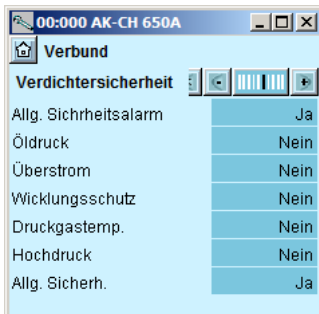 00:000 AK-CH 650A
Verbund
Verdichtersicherheit
Allg. Sichrheitsalarm Ja
Öldruck Nein
Überstrom Nein
Wicklungsschutz Nein
Druckgastemp. Nein
Hochdruck Nein
Allg. Sicherh. Ja